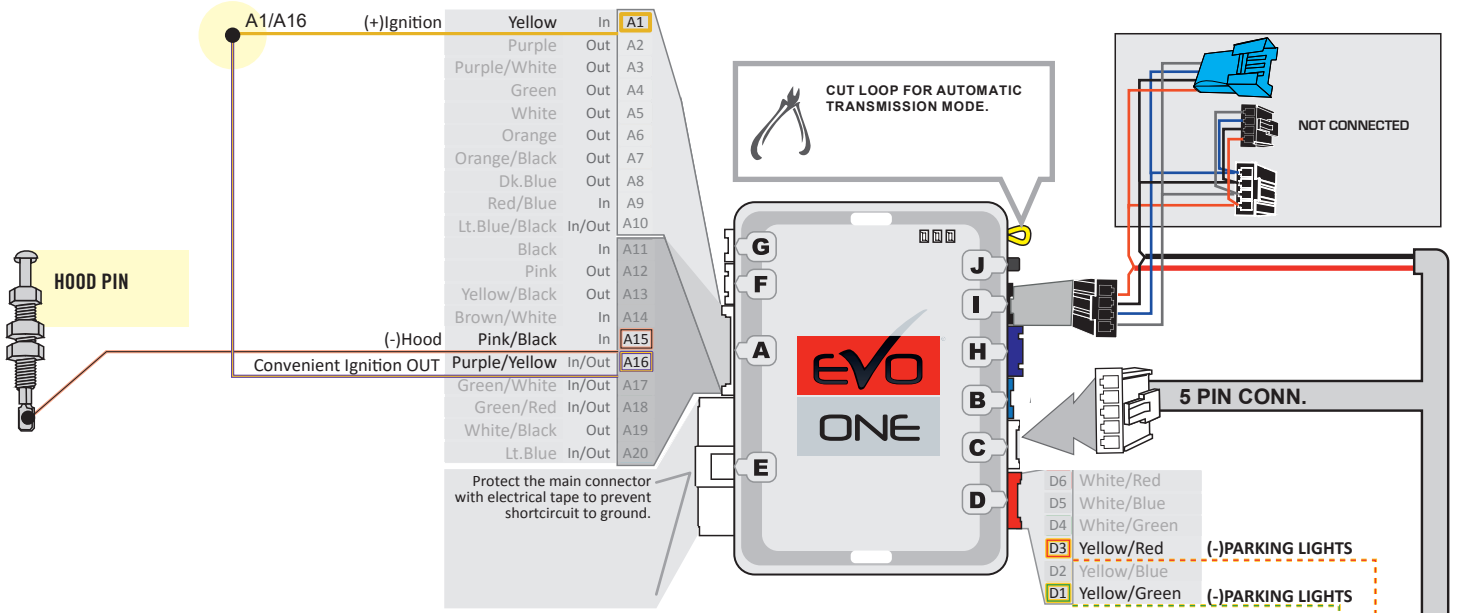 A1/A16 (+)Ignition Yellow In A1
Purple Out A2
Purple/White Out A3
Green Out A4
White Out A5
Orange Out A6
Orange/Black Out A7
Dk.Blue Out A8
Red/Blue In A9
Lt.Blue/Black In/Out A10
Black In A11
Pink Out A12
Yellow/Black Out A13
Brown/White In A14
(-)Hood Pink/Black In A15
Convenient Ignition OUT Purple/Yellow In/Out A16
Green/White In/Out A17
Green/Red In/Out A18
White/Black Out A19
Lt.Blue In/Out A20
HOOD PIN
Protect the main connector
with electrical tape to prevent
shortcircuit to ground.
CUT LOOP FOR AUTOMATIC
TRANSMISSION MODE.
NOT CONNECTED
G
F
A
E
J
I
H
B
C
D
EVO
ONE
5 PIN CONN.
D6 White/Red
D5 White/Blue
D4 White/Green
D3 Yellow/Red (-)PARKING LIGHTS
D2 Yellow/Blue
D1 Yellow/Green (-)PARKING LIGHTS